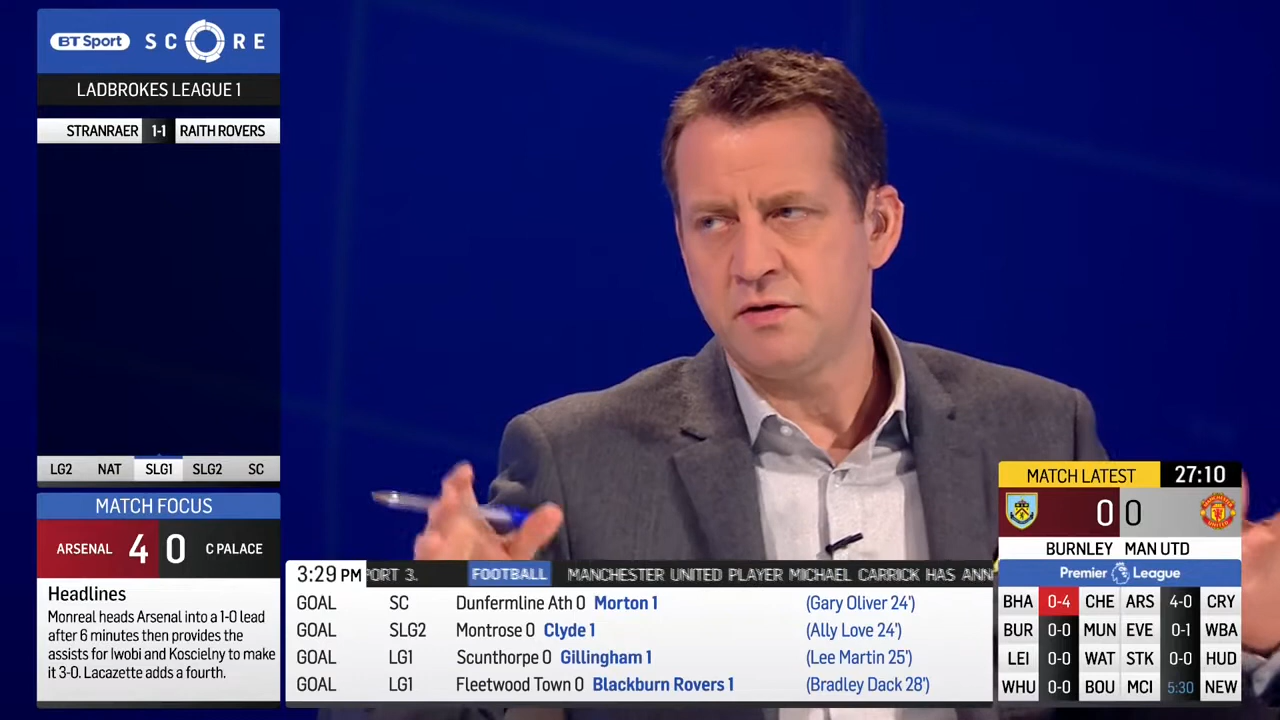 BT Sport SCORE
LADBROKES LEAGUE 1
STRANRAER 1-1 RAITH ROVERS
LG2 NAT SLG1 SLG2 SC
MATCH FOCUS
ARSENAL 4 0 C PALACE
Headlines
Monreal heads Arsenal into a 1-0 lead
after 6 minutes then provides the
assists for Iwobi and Koscielny to make
it 3-0. Lacazette adds a fourth.
3:29 PM PORT 3. FOOTBALL MANCHESTER UNITED PLAYER MICHAEL CARRICK HAS ANN
GOAL SC Dunfermline Ath 0 Morton 1 (Gary Oliver 24')
GOAL SLG2 Montrose 0 Clyde 1 (Ally Love 24')
GOAL LG1 Scunthorpe 0 Gillingham 1 (Lee Martin 25')
GOAL LG1 Fleetwood Town 0 Blackburn Rovers 1 (Bradley Dack 28')
MATCH LATEST 27:10
0 0
BURNLEY MAN UTD
Premier League
BHA 0-4 CHE ARS 4-0 CRY
BUR 0-0 MUN EVE 0-1 WBA
LEI 0-0 WAT STK 0-0 HUD
WHU 0-0 BOU MCI 5:30 NEW